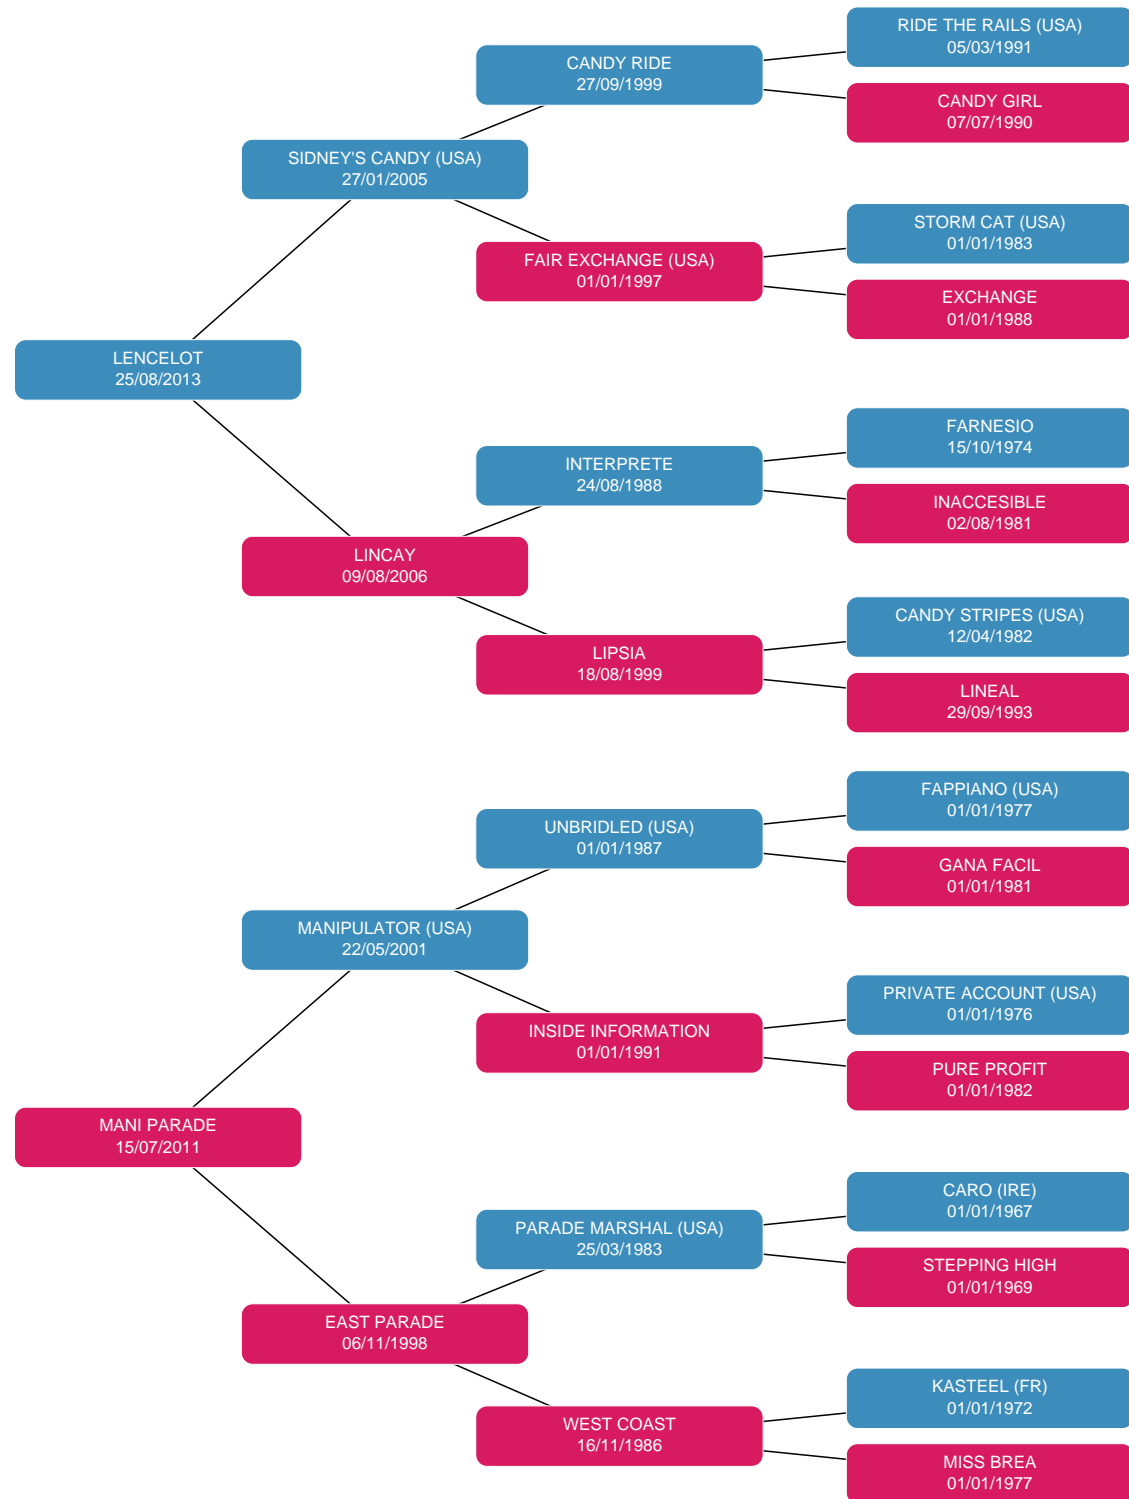 RIDE THE RAILS (USA)
05/03/1991
CANDY RIDE
27/09/1999
CANDY GIRL
07/07/1990
SIDNEY'S CANDY (USA)
27/01/2005
STORM CAT (USA)
01/01/1983
FAIR EXCHANGE (USA)
01/01/1997
EXCHANGE
01/01/1988
LENCELOT
25/08/2013
FARNESIO
15/10/1974
INTERPRETE
24/08/1988
INACCESIBLE
02/08/1981
LINCAY
09/08/2006
CANDY STRIPES (USA)
12/04/1982
LIPSIA
18/08/1999
LINEAL
29/09/1993
FAPPIANO (USA)
01/01/1977
UNBRIDLED (USA)
01/01/1987
GANA FACIL
01/01/1981
MANIPULATOR (USA)
22/05/2001
PRIVATE ACCOUNT (USA)
01/01/1976
INSIDE INFORMATION
01/01/1991
PURE PROFIT
01/01/1982
MANI PARADE
15/07/2011
CARO (IRE)
01/01/1967
PARADE MARSHAL (USA)
25/03/1983
STEPPING HIGH
01/01/1969
EAST PARADE
06/11/1998
KASTEEL (FR)
01/01/1972
WEST COAST
16/11/1986
MISS BREA
01/01/1977